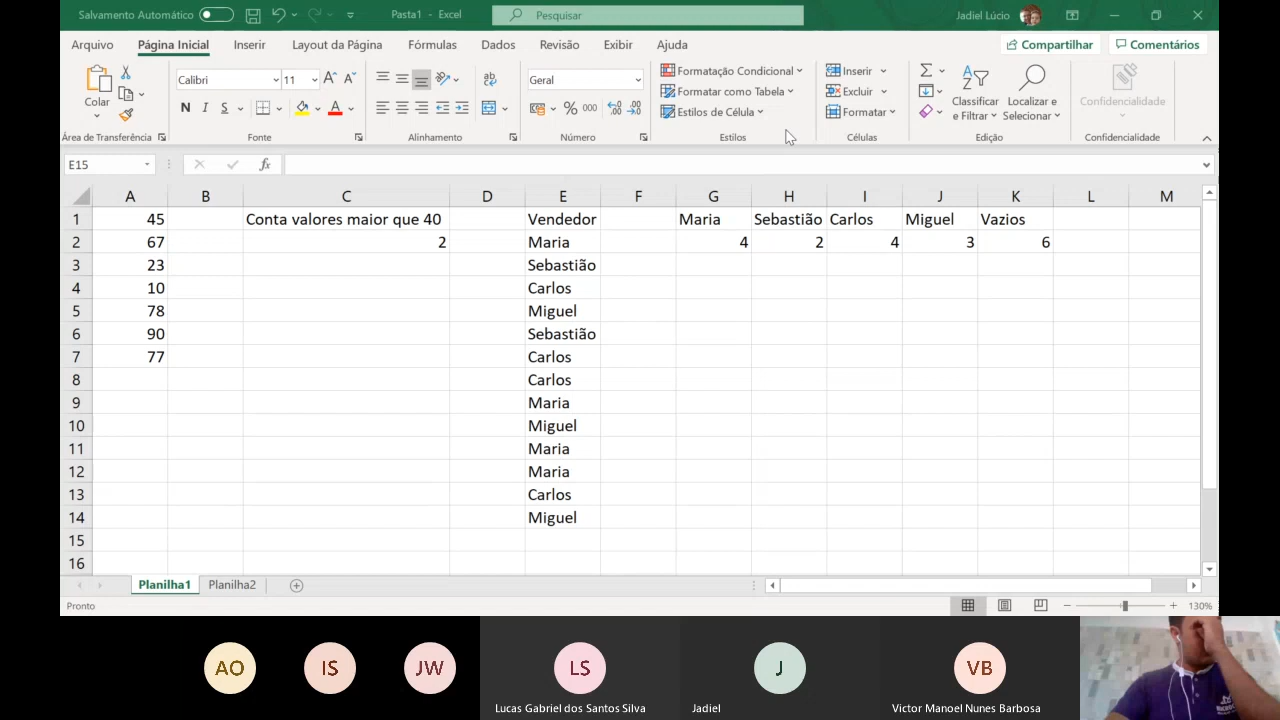 Salvamento Automático
Pasta1 - Excel
Pesquisar
Jadiel Lúcio
Arquivo Página Inicial Inserir Layout da Página Fórmulas Dados Revisão Exibir Ajuda
Compartilhar Comentários
Colar
Calibri 11
N I S
A
Geral
% 000
Formatação Condicional
Formatar como Tabela
Estilos de Célula
Inserir
Excluir
Formatar
Classificar e Filtrar
Localizar e Selecionar
Confidencialidade
Área de Transferência Fonte Alinhamento Número Estilos Células Edição Confidencialidade
E15 fx
A B C D E F G H I J K L M
1 45 Conta valores maior que 40 Vendedor Maria Sebastião Carlos Miguel Vazios
2 67 2 Maria 4 2 4 3 6
3 23 Sebastião
4 10 Carlos
5 78 Miguel
6 90 Sebastião
7 77 Carlos
8 Carlos
9 Maria
10 Miguel
11 Maria
12 Maria
13 Carlos
14 Miguel
15
16
Planilha1 Planilha2
Pronto
130%
AO IS JW LS J VB
Lucas Gabriel dos Santos Silva Jadiel Victor Manoel Nunes Barbosa